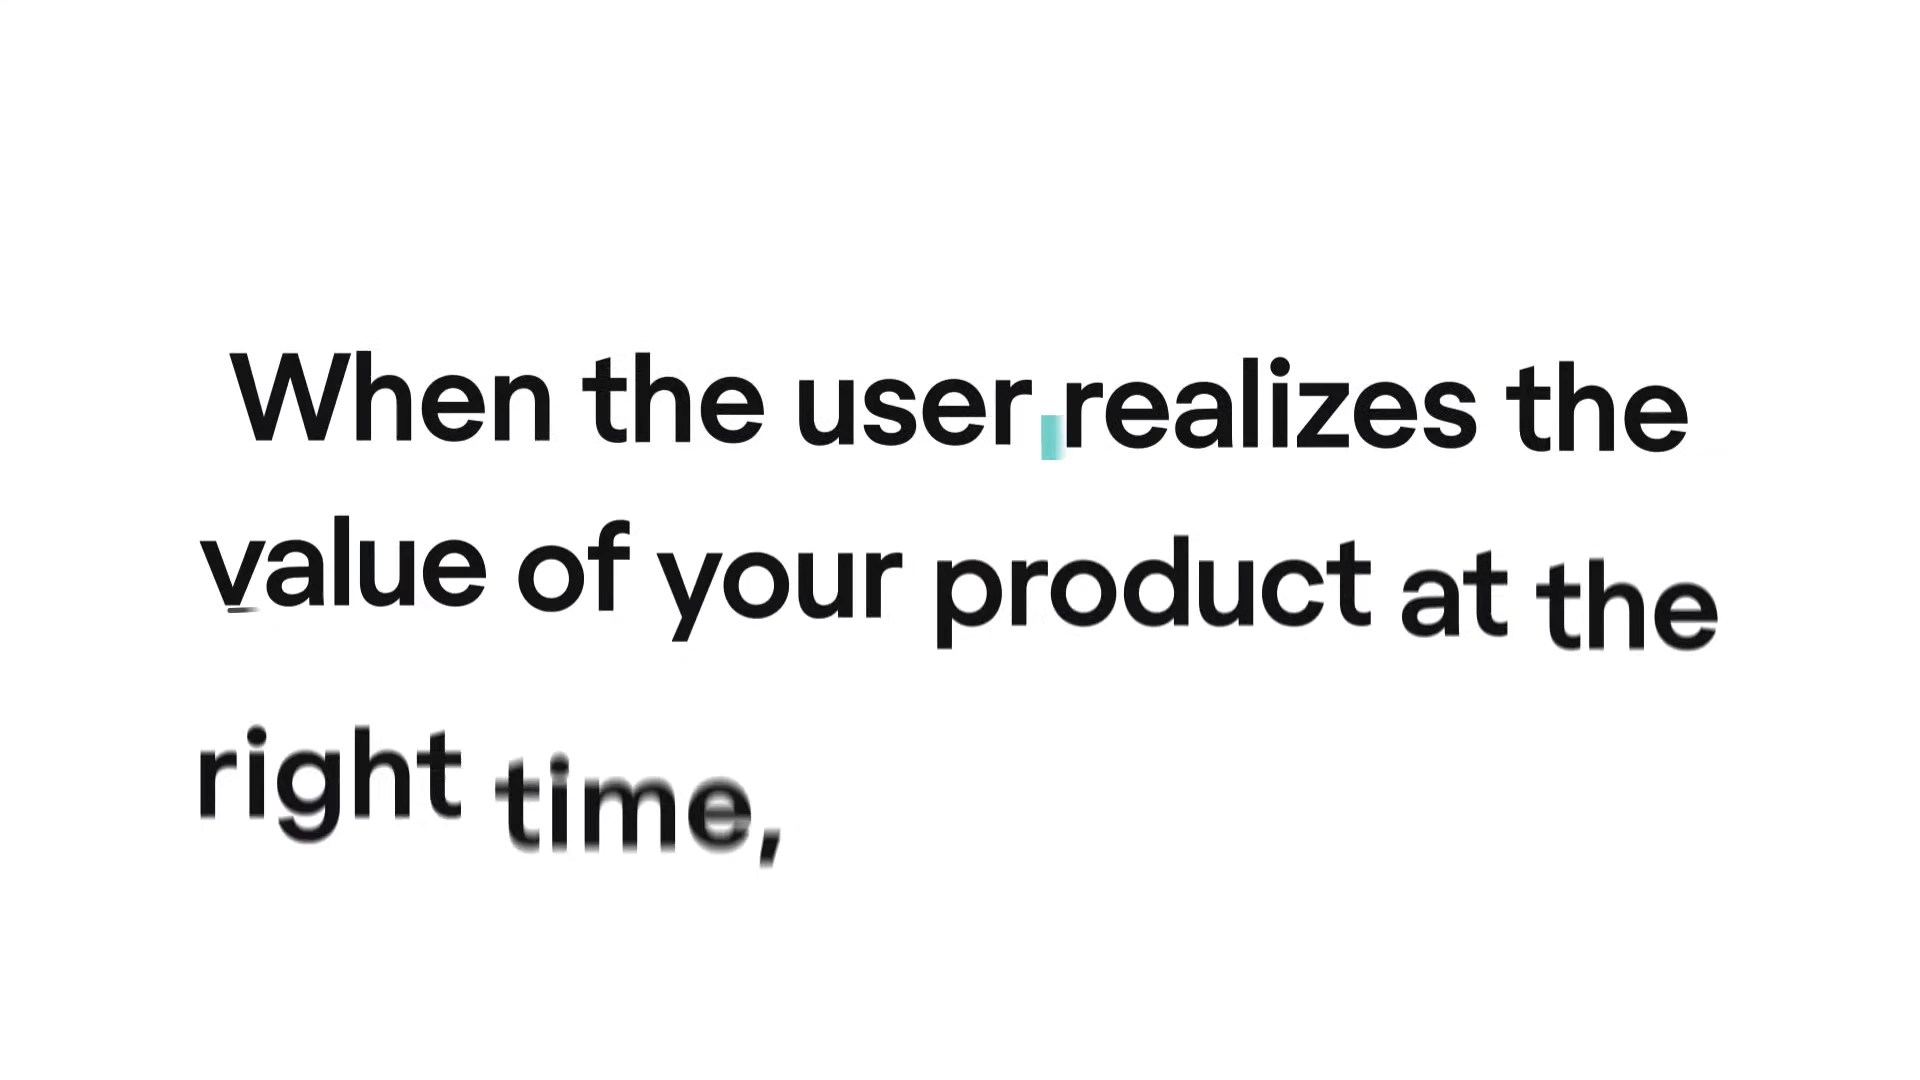 When the user realizes the
value of your product at the
right time,